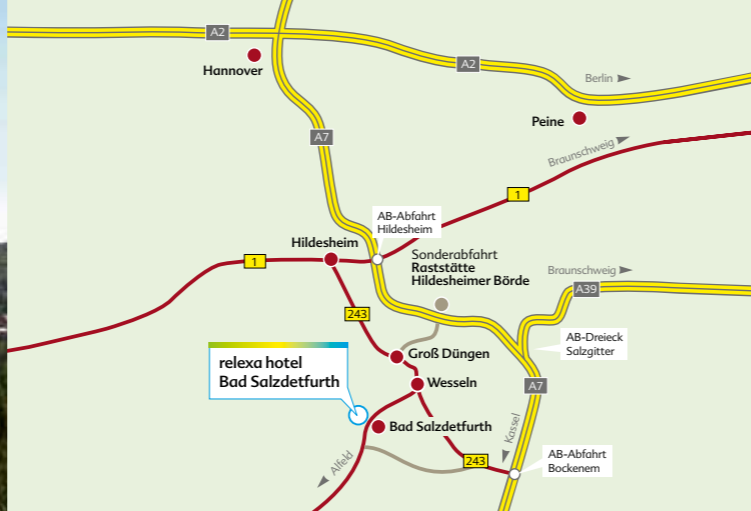 A2
Hannover
A2
Berlin
Peine
A7
Braunschweig
1
AB-Abfahrt
Hildesheim
Hildesheim
1
Sonderabfahrt
Raststätte
Hildesheimer Börde
Braunschweig
A39
243
AB-Dreieck
Salzgitter
relexa hotel
Bad Salzdetfurth
Groß Düngen
Wesseln
A7
Bad Salzdetfurth
Kassel
Alfeld
243
AB-Abfahrt
Bockenem